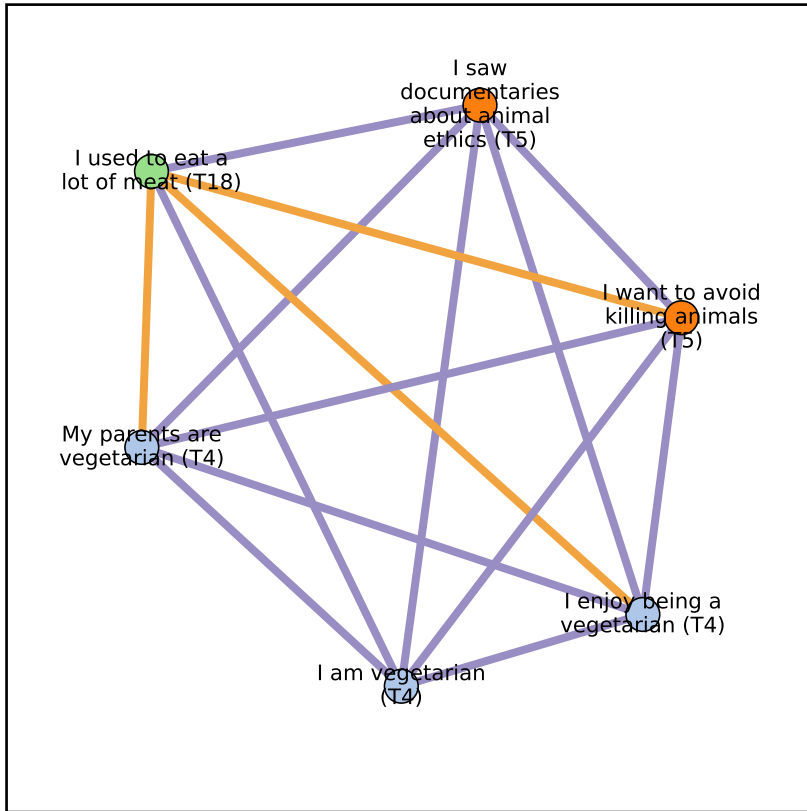 I saw
documentaries
about animal
ethics (T5)
I used to eat a
lot of meat (T18)
I want to avoid
killing animals
(T5)
My parents are
vegetarian (T4)
I enjoy being a
vegetarian (T4)
I am vegetarian
(T4)